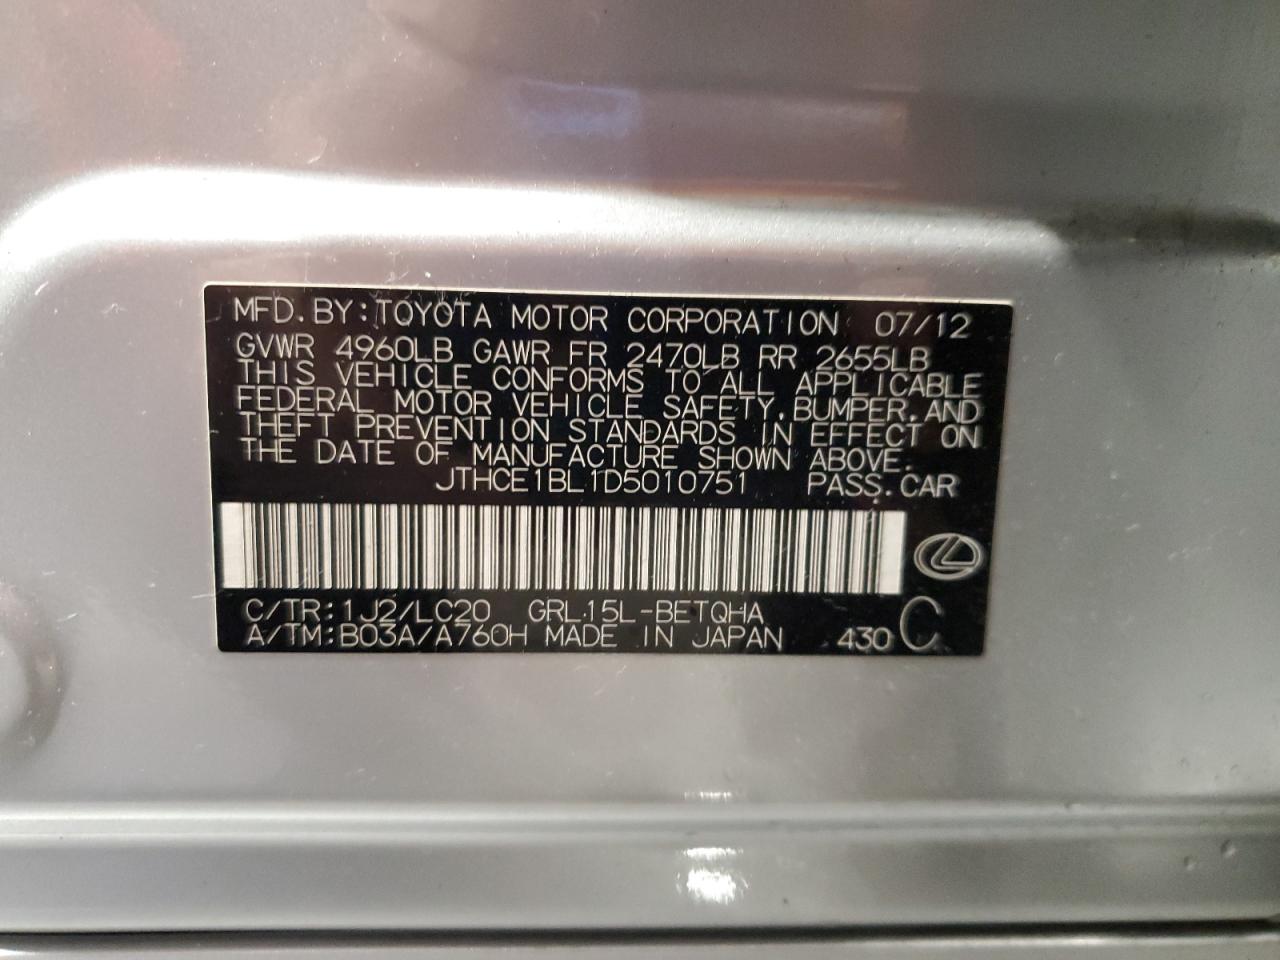 MFD.BY:TOYOTA MOTOR CORPORATION 07/12
GVWR 4960LB GAWR FR 2470LB RR 2655LB
THIS VEHICLE CONFORMS TO ALL APPLICABLE
FEDERAL MOTOR VEHICLE SAFETY,BUMPER,AND
THEFT PREVENTION STANDARDS IN EFFECT ON
THE DATE OF MANUFACTURE SHOWN ABOVE.
JTHCE1BL1D5010751 PASS.CAR
C/TR:1J2/LC20 GRL15L-BETQHA
A/TM:B03A/A760H MADE IN JAPAN 430 C